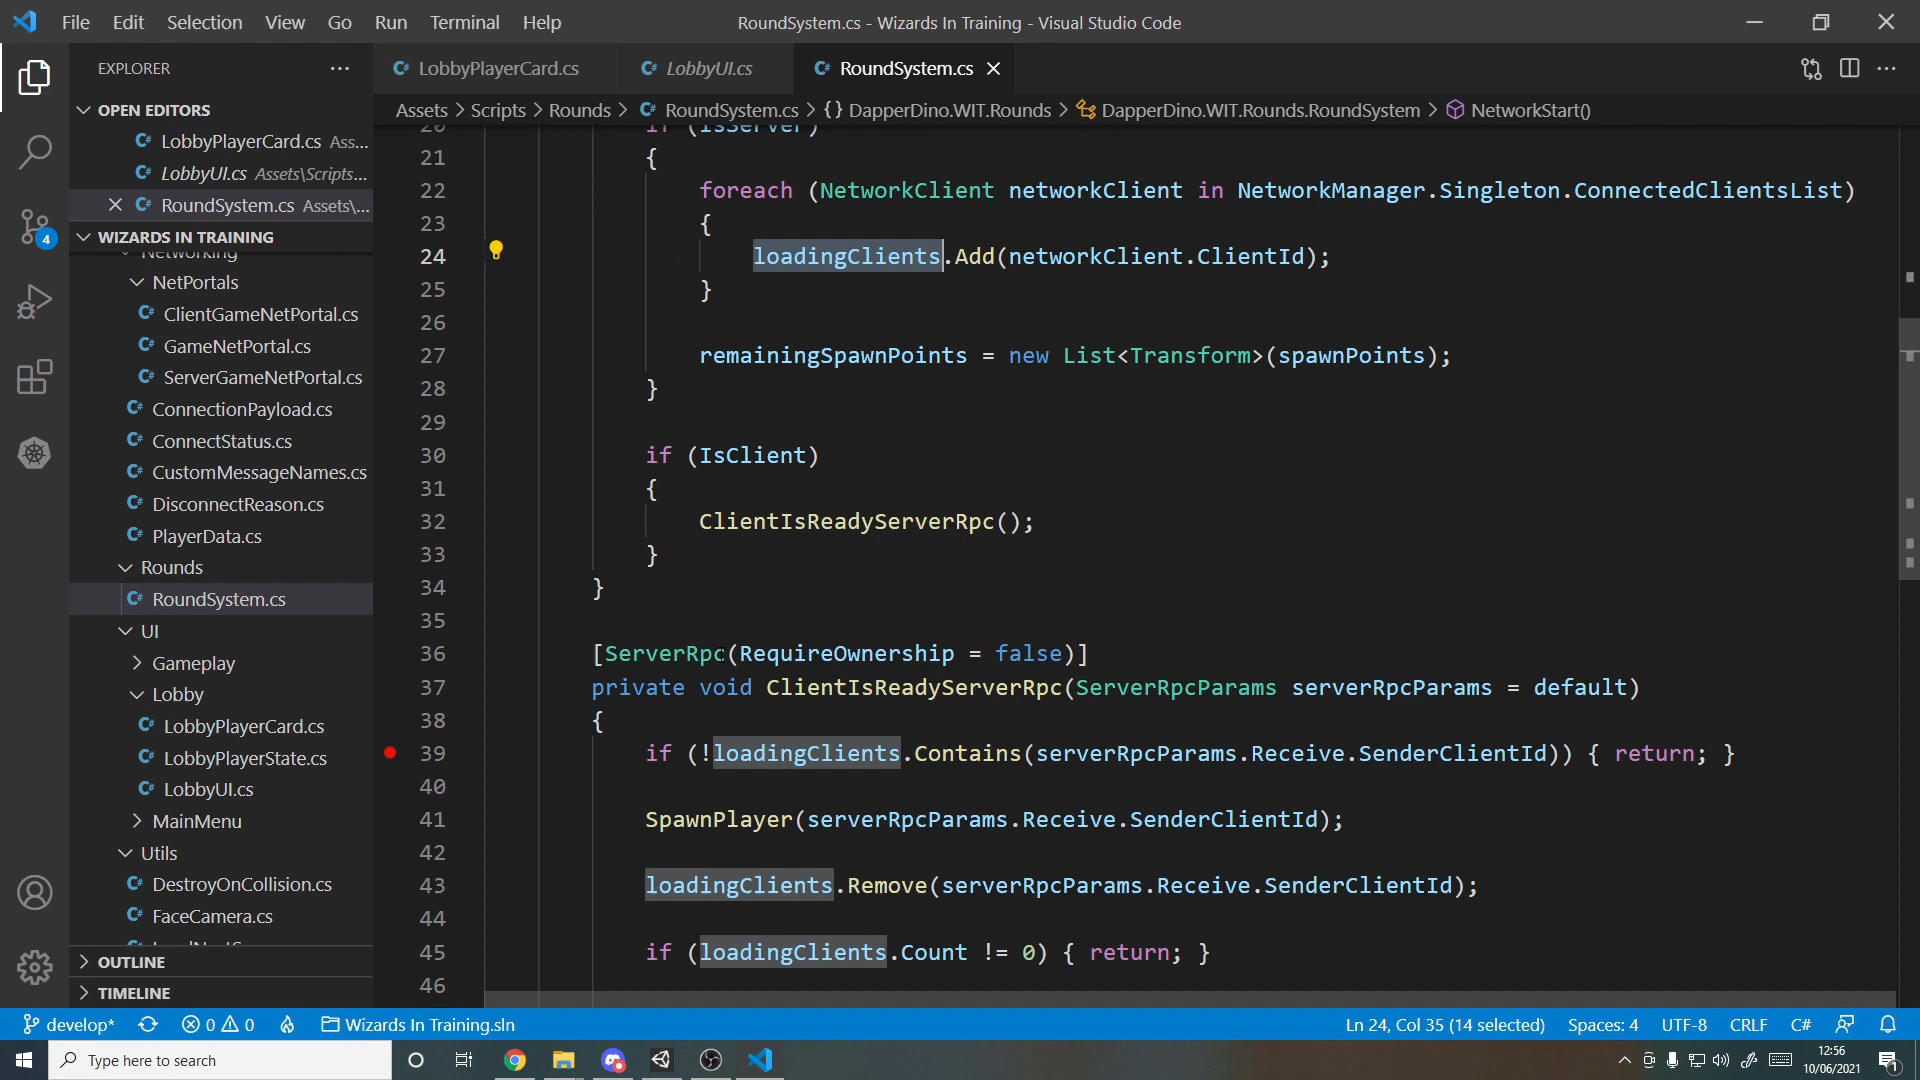 File Edit Selection View Go Run Terminal Help
RoundSystem.cs - Wizards In Training - Visual Studio Code
EXPLORER
LobbyPlayerCard.cs
LobbyUI.cs
RoundSystem.cs
OPEN EDITORS
Assets > Scripts > Rounds > RoundSystem.cs > {} DapperDino.WIT.Rounds > DapperDino.WIT.Rounds.RoundSystem > NetworkStart()
LobbyPlayerCard.cs Ass...
LobbyUI.cs Assets\Scripts...
RoundSystem.cs Assets\...
WIZARDS IN TRAINING
Networking
NetPortals
ClientGameNetPortal.cs
GameNetPortal.cs
ServerGameNetPortal.cs
ConnectionPayload.cs
ConnectStatus.cs
CustomMessageNames.cs
DisconnectReason.cs
PlayerData.cs
Rounds
RoundSystem.cs
UI
Gameplay
Lobby
LobbyPlayerCard.cs
LobbyPlayerState.cs
LobbyUI.cs
MainMenu
Utils
DestroyOnCollision.cs
FaceCamera.cs
OUTLINE
TIMELINE
4
20 if (IsServer)
21 {
22 foreach (NetworkClient networkClient in NetworkManager.Singleton.ConnectedClientsList)
23 {
24 loadingClients.Add(networkClient.ClientId);
25 }
26
27 remainingSpawnPoints = new List<Transform>(spawnPoints);
28 }
29
30 if (IsClient)
31 {
32 ClientIsReadyServerRpc();
33 }
34 }
35
36 [ServerRpc(RequireOwnership = false)]
37 private void ClientIsReadyServerRpc(ServerRpcParams serverRpcParams = default)
38 {
39 if (!loadingClients.Contains(serverRpcParams.Receive.SenderClientId)) { return; }
40
41 SpawnPlayer(serverRpcParams.Receive.SenderClientId);
42
43 loadingClients.Remove(serverRpcParams.Receive.SenderClientId);
44
45 if (loadingClients.Count != 0) { return; }
46
develop* 0 0 Wizards In Training.sln
Ln 24, Col 35 (14 selected) Spaces: 4 UTF-8 CRLF C#
Type here to search
12:56
10/06/2021
1